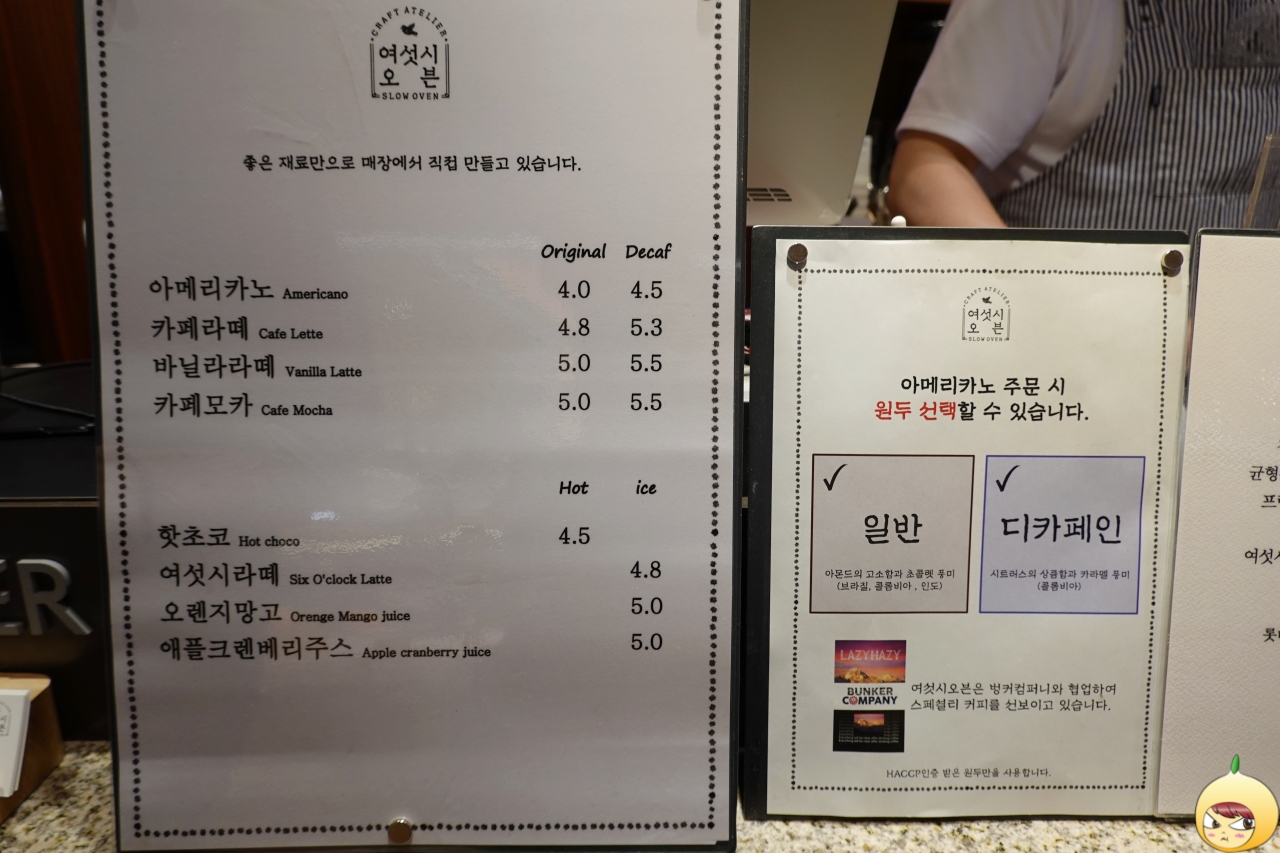 CRAFT ATELIER
여섯시
오븐
SLOW OVEN
좋은 재료만으로 매장에서 직접 만들고 있습니다.
Original Decaf
아메리카노 Americano 4.0 4.5
카페라떼 Cafe Lette 4.8 5.3
바닐라라떼 Vanilla Latte 5.0 5.5
카페모카 Cafe Mocha 5.0 5.5
Hot ice
핫초코 Hot choco 4.5
여섯시라떼 Six O'clock Latte 4.8
오렌지망고 Orenge Mango juice 5.0
애플크렌베리주스 Apple cranberry juice 5.0
CRAFT ATELIER
여섯시
오븐
SLOW OVEN
아메리카노 주문 시
원두 선택할 수 있습니다.
일반
아몬드의 고소함과 초콜렛 풍미
(브라질, 콜롬비아 , 인도)
디카페인
시트러스의 상큼함과 카라멜 풍미
(콜롬비아)
LAZYHAZY
BUNKER
COMPANY
여섯시오븐은 벙커컴퍼니와 협업하여
스페셜리 커피를 선보이고 있습니다.
HACCP인증 받은 원두만을 사용합니다.
균형
ER